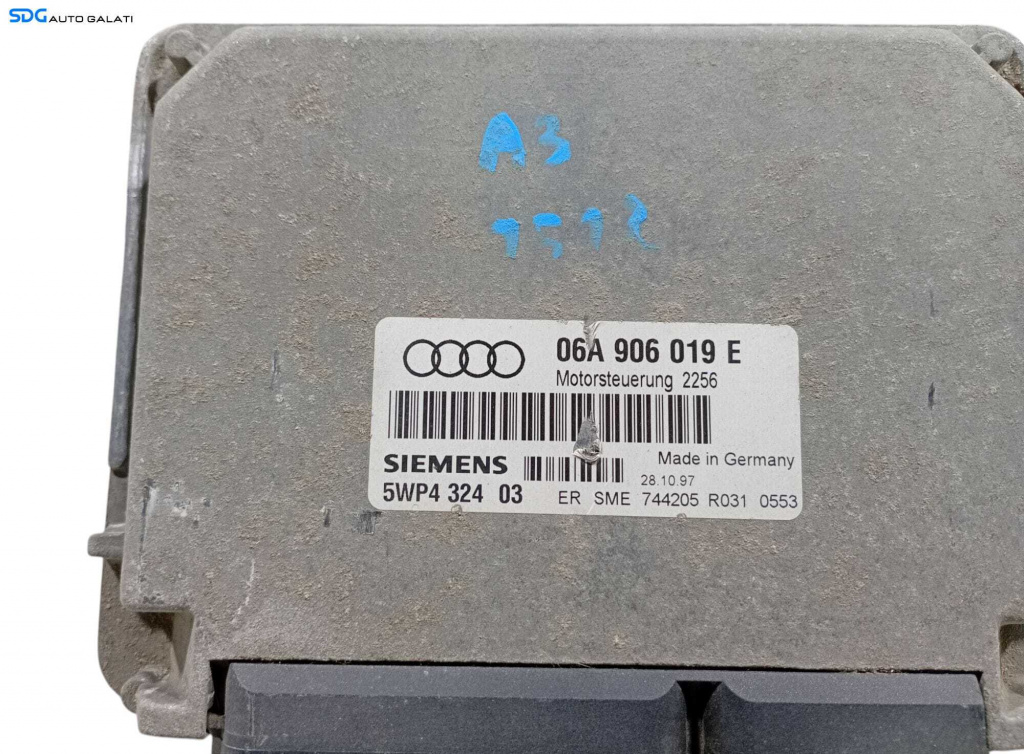 SDG AUTO GALATI
A3
1512
06A 906 019 E
Motorsteuerung 2256
SIEMENS
Made in Germany
28.10.97
5WP4 324 03
ER SME 744205 R031 0553